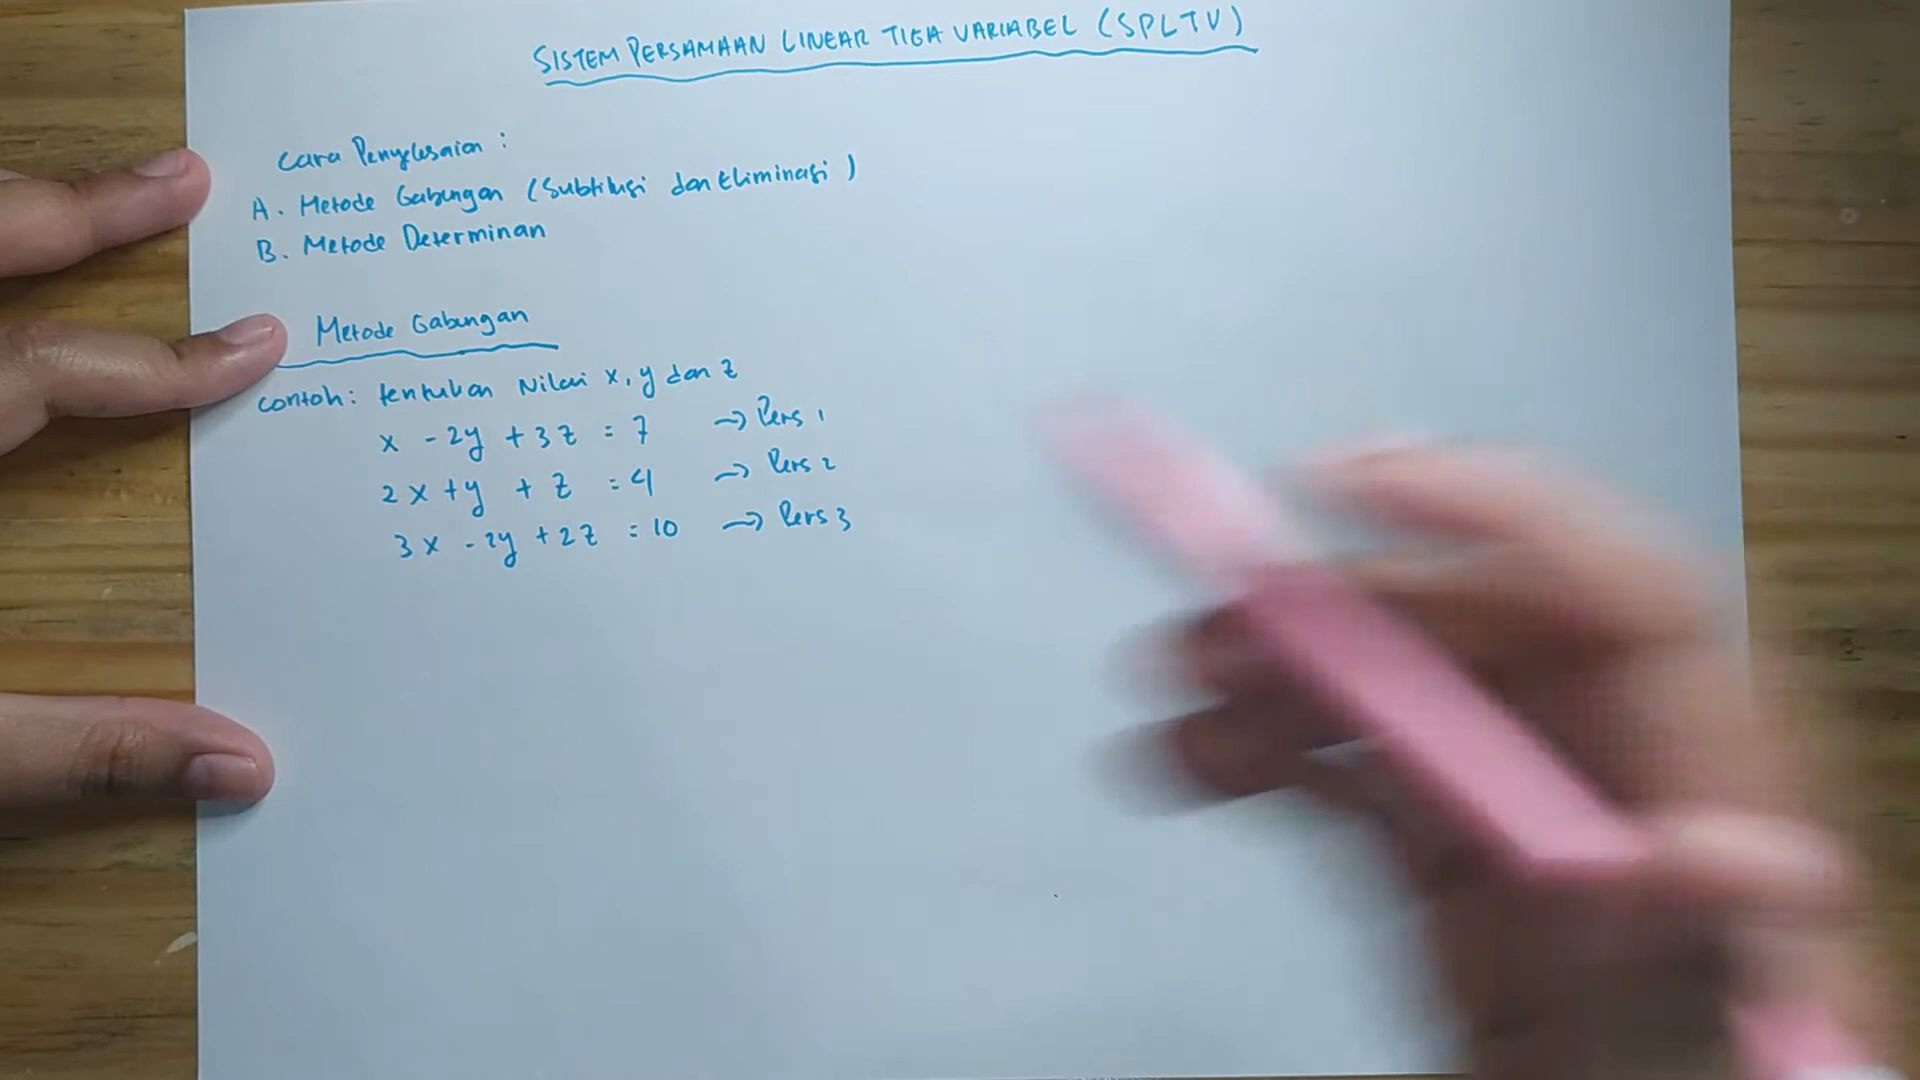 SISTEM PERSAMAAN LINEAR TIGA VARIABEL (SPLTV)
Cara Penyelesaian :
A. Metode Gabungan (Subtitusi dan Eliminasi)
B. Metode Determinan
Metode Gabungan
Contoh: tentukan Nilai x, y dan z
x - 2y + 3z = 7 → Pers 1
2x + y + z = 4 → Pers 2
3x - 2y + 2z = 10 → Pers 3